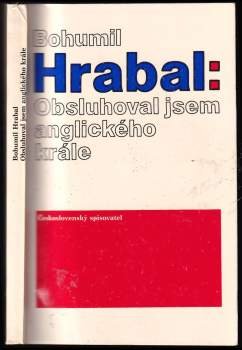 Bohumil Hrabal
Obsluhoval jsem anglického krále
Bohumil
Hrabal:
Obsluhoval jsem
anglického
krále
Československý spisovatel